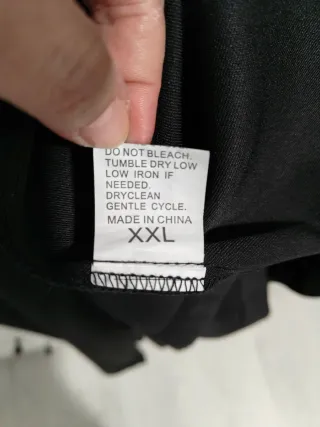 DO NOT BLEACH.
TUMBLE DRY LOW
LOW IRON IF
NEEDED.
DRYCLEAN
GENTLE CYCLE.
MADE IN CHINA
XXL